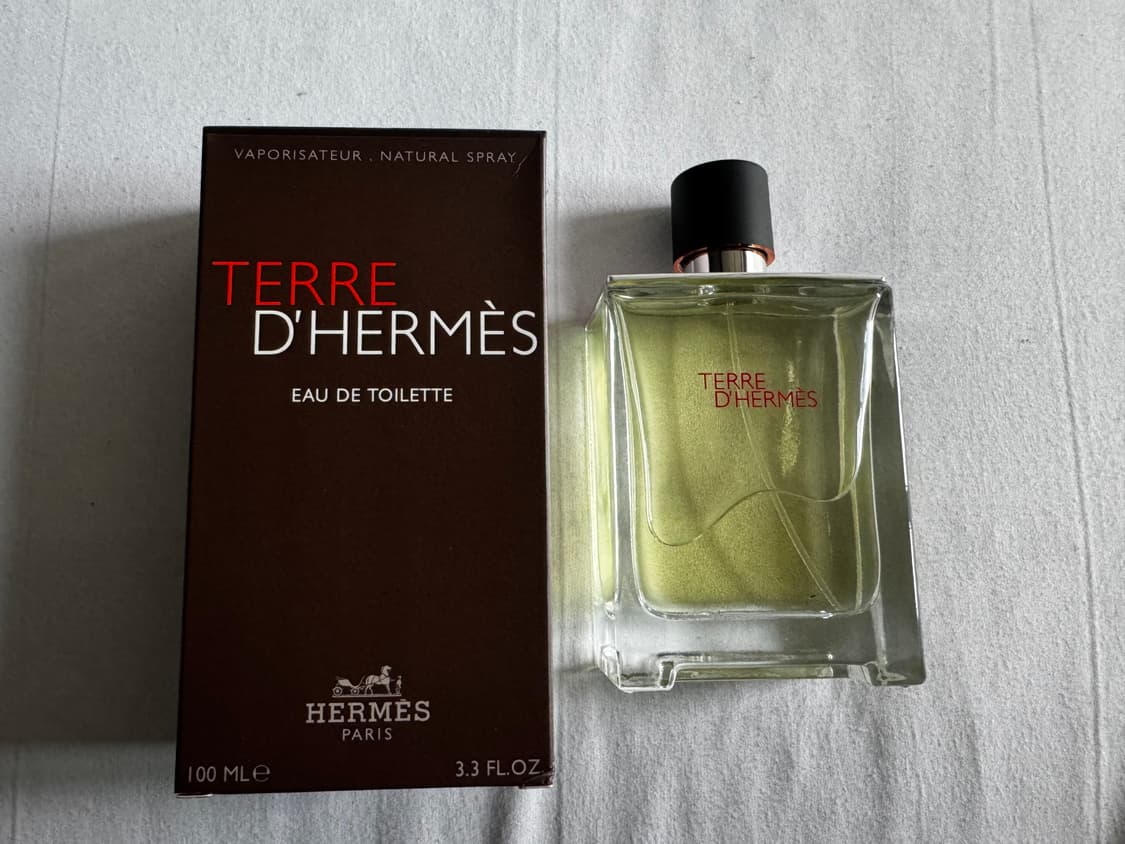 VAPORISATEUR . NATURAL SPRAY
TERRE
D'HERMÈS
EAU DE TOILETTE
HERMÈS
PARIS
100 ML℮
3.3 FL.OZ
TERRE
D'HERMÈS